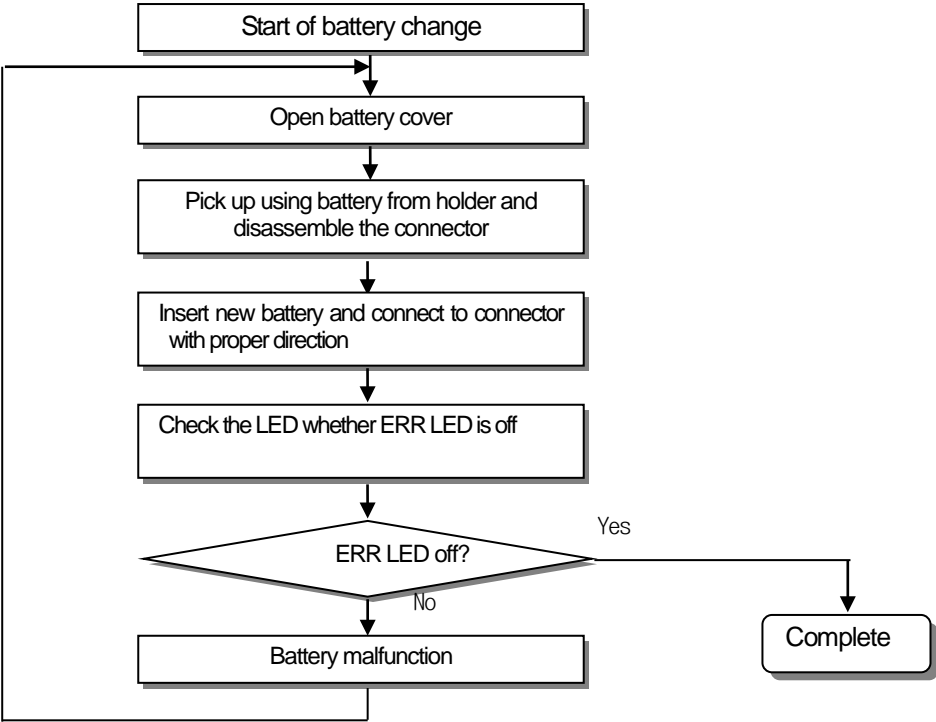 Start of battery change
Open battery cover
Pick up using battery from holder and
disassemble the connector
Insert new battery and connect to connector
with proper direction
Check the LED whether ERR LED is off
ERR LED off?
Yes
No
Complete
Battery malfunction